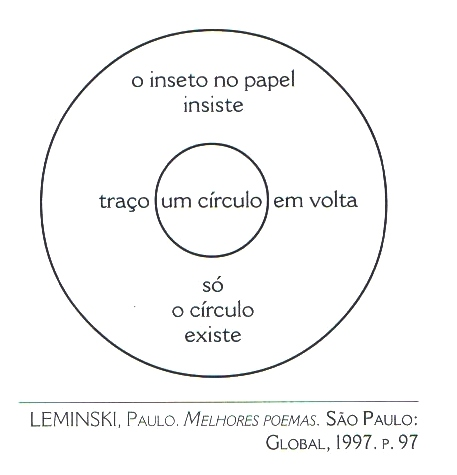 o inseto no papel
insiste
traço um círculo em volta
só
o círculo
existe
LEMINSKI, PAULO. MELHORES POEMAS. SÃO PAULO:
GLOBAL, 1997. P. 97